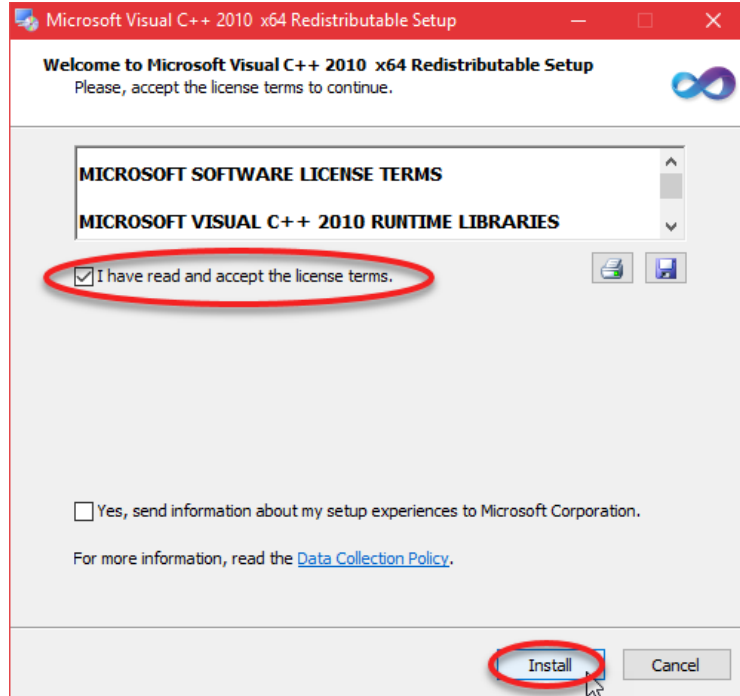 Microsoft Visual C++ 2010 x64 Redistributable Setup
Welcome to Microsoft Visual C++ 2010 x64 Redistributable Setup
Please, accept the license terms to continue.
MICROSOFT SOFTWARE LICENSE TERMS
MICROSOFT VISUAL C++ 2010 RUNTIME LIBRARIES
I have read and accept the license terms.
Yes, send information about my setup experiences to Microsoft Corporation.
For more information, read the Data Collection Policy.
Install Cancel